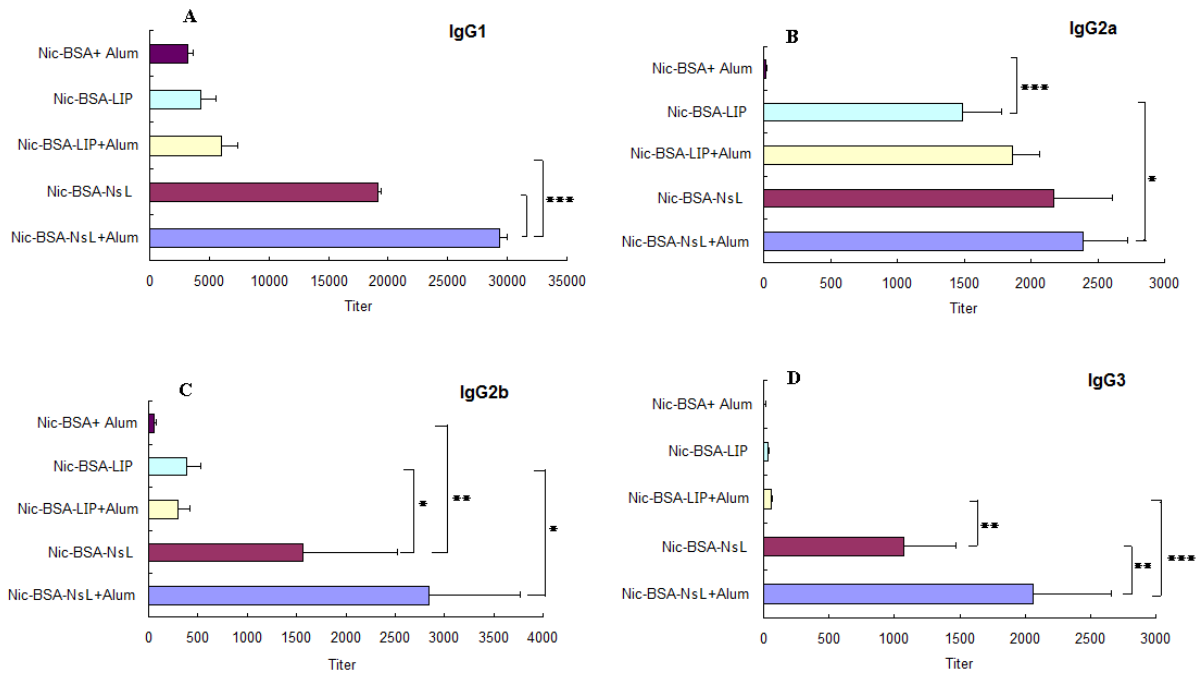 A
IgG1
Nic-BSA+ Alum
Nic-BSA-LIP
Nic-BSA-LIP+Alum
Nic-BSA-NsL
Nic-BSA-NsL+Alum
***
0 5000 10000 15000 20000 25000 30000 35000
Titer
B
IgG2a
Nic-BSA+ Alum
Nic-BSA-LIP
Nic-BSA-LIP+Alum
Nic-BSA-NsL
Nic-BSA-NsL+Alum
***
*
0 500 1000 1500 2000 2500 3000
Titer
C
IgG2b
Nic-BSA+ Alum
Nic-BSA-LIP
Nic-BSA-LIP+Alum
Nic-BSA-NsL
Nic-BSA-NsL+Alum
* ** *
0 500 1000 1500 2000 2500 3000 3500 4000
Titer
D
IgG3
Nic-BSA+ Alum
Nic-BSA-LIP
Nic-BSA-LIP+Alum
Nic-BSA-NsL
Nic-BSA-NsL+Alum
** ** ***
0 500 1000 1500 2000 2500 3000
Titer